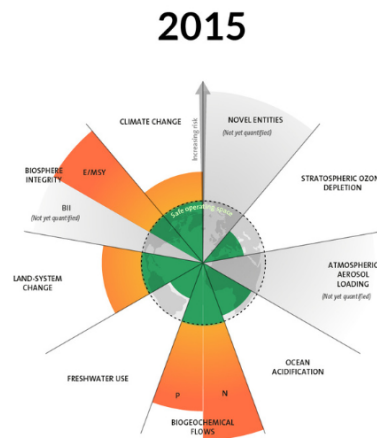 2015
CLIMATE CHANGE
Increasing risk
NOVEL ENTITIES
(Not yet quantified)
STRATOSPHERIC OZON
DEPLETION
ATMOSPHERIC
AEROSOL
LOADING
(Not yet quantified)
OCEAN
ACIDIFICATION
N
P
BIOGEOCHEMICAL
FLOWS
FRESHWATER USE
LAND-SYSTEM
CHANGE
BII
(Not yet quantified)
BIOSPHERE
INTEGRITY
E/MSY
Safe operating space